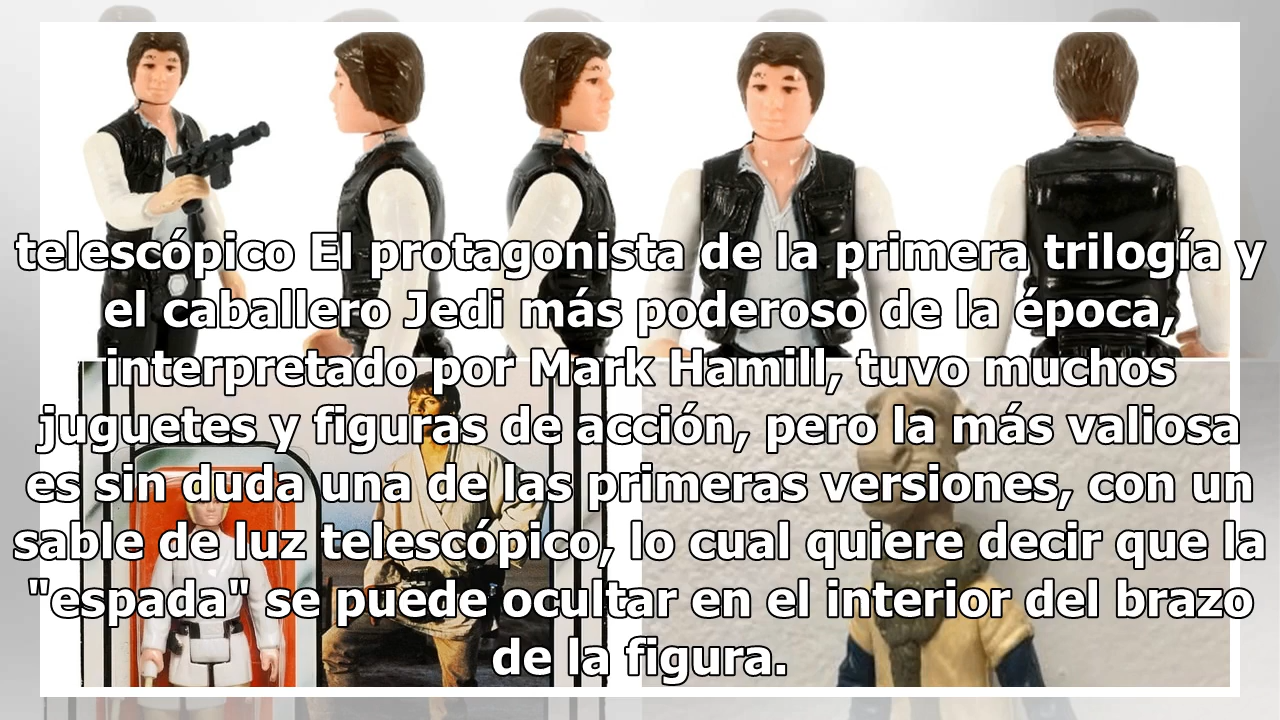 telescópico El protagonista de la primera trilogía y
el caballero Jedi más poderoso de la época,
interpretado por Mark Hamill, tuvo muchos
juguetes y figuras de acción, pero la más valiosa
es sin duda una de las primeras versiones, con un
sable de luz telescópico, lo cual quiere decir que la
"espada" se puede ocultar en el interior del brazo
de la figura.